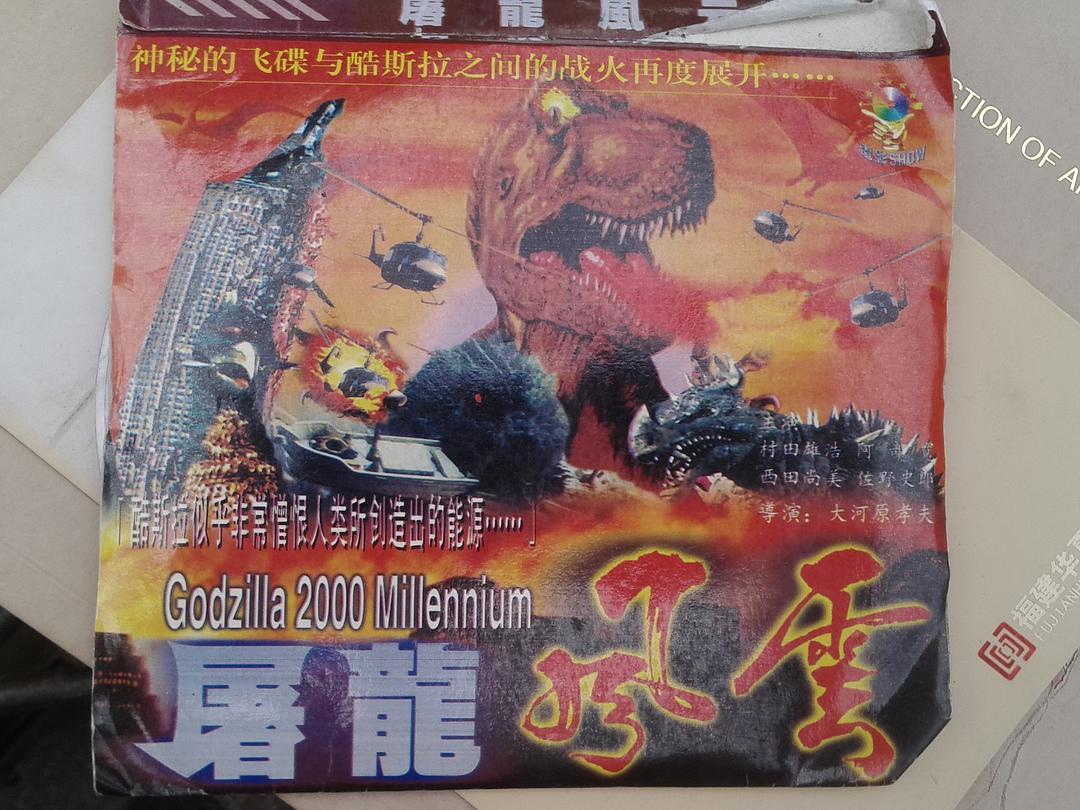 屠龍風雲
神秘的飞碟与酷斯拉之间的战火再度展开……
SHOW
CTION OF A
主演
村田雄浩 阿
西田尚美 佐野史郎
導演：大河原孝夫
「酷斯拉似乎非常憎恨人类所创造出的能源……」
Godzilla 2000 Millennium
屠龍風雲
福建华
FUJIAN